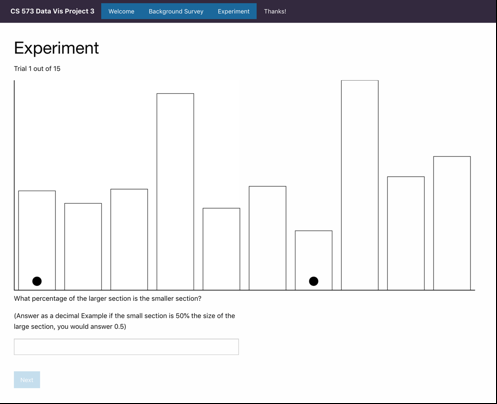 CS 573 Data Vis Project 3 Welcome Background Survey Experiment Thanks!
Experiment
Trial 1 out of 15
What percentage of the larger section is the smaller section?
(Answer as a decimal Example if the small section is 50% the size of the
large section, you would answer 0.5)
Next